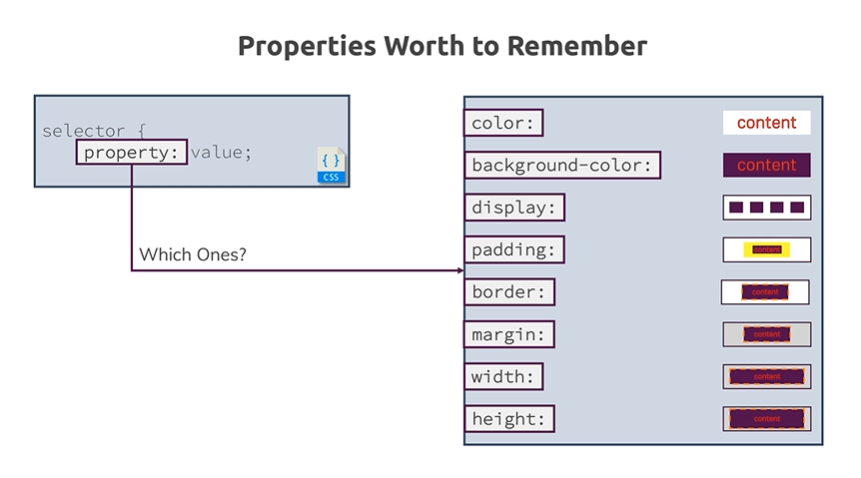 Properties Worth to Remember
selector {
property: value;
{ }
CSS
Which Ones?
color: content
background-color: content
display:
padding: content
border: content
margin: content
width: content
height: content